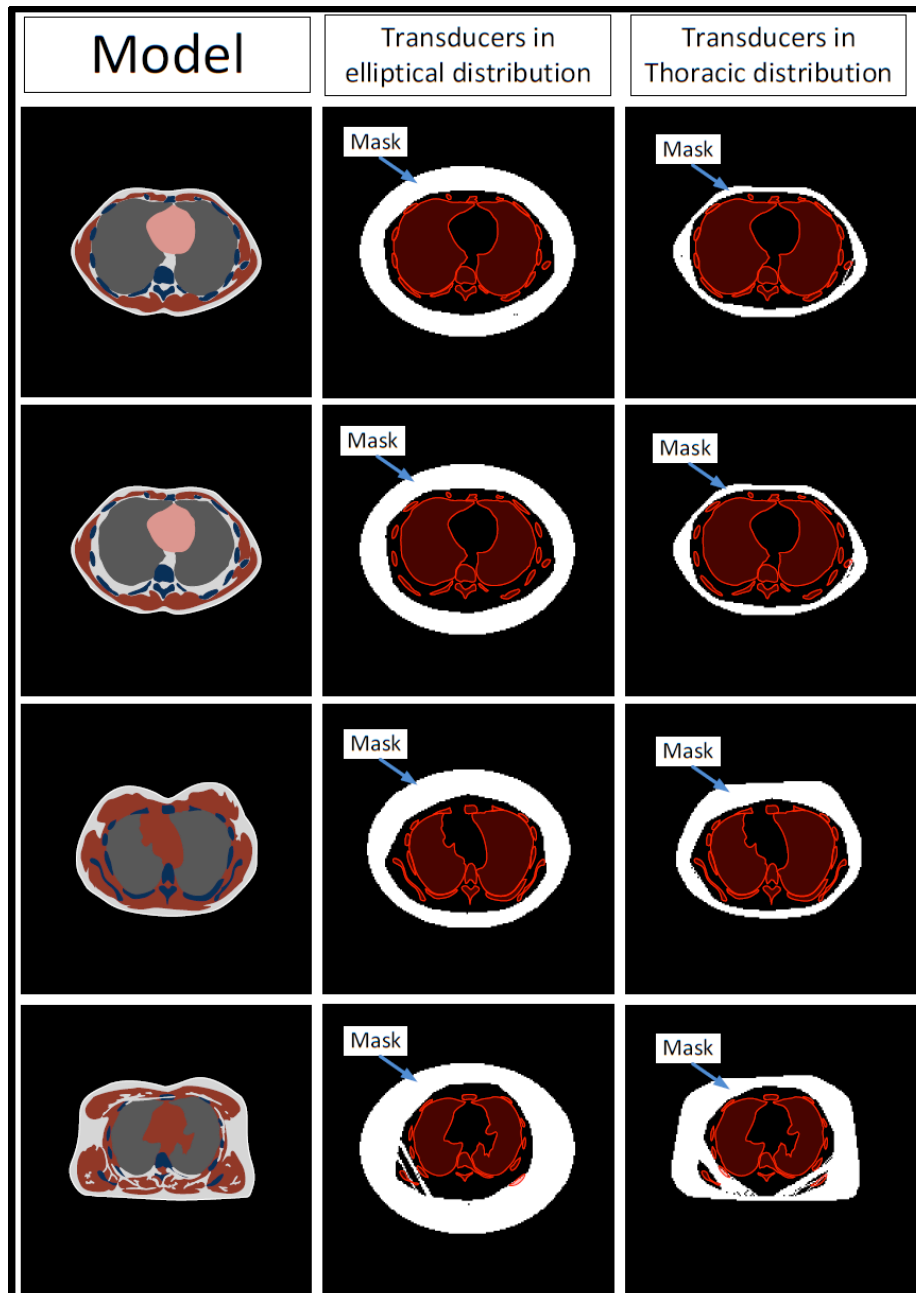 Model
Transducers in
elliptical distribution
Transducers in
Thoracic distribution
Mask
Mask
Mask
Mask
Mask
Mask
Mask
Mask